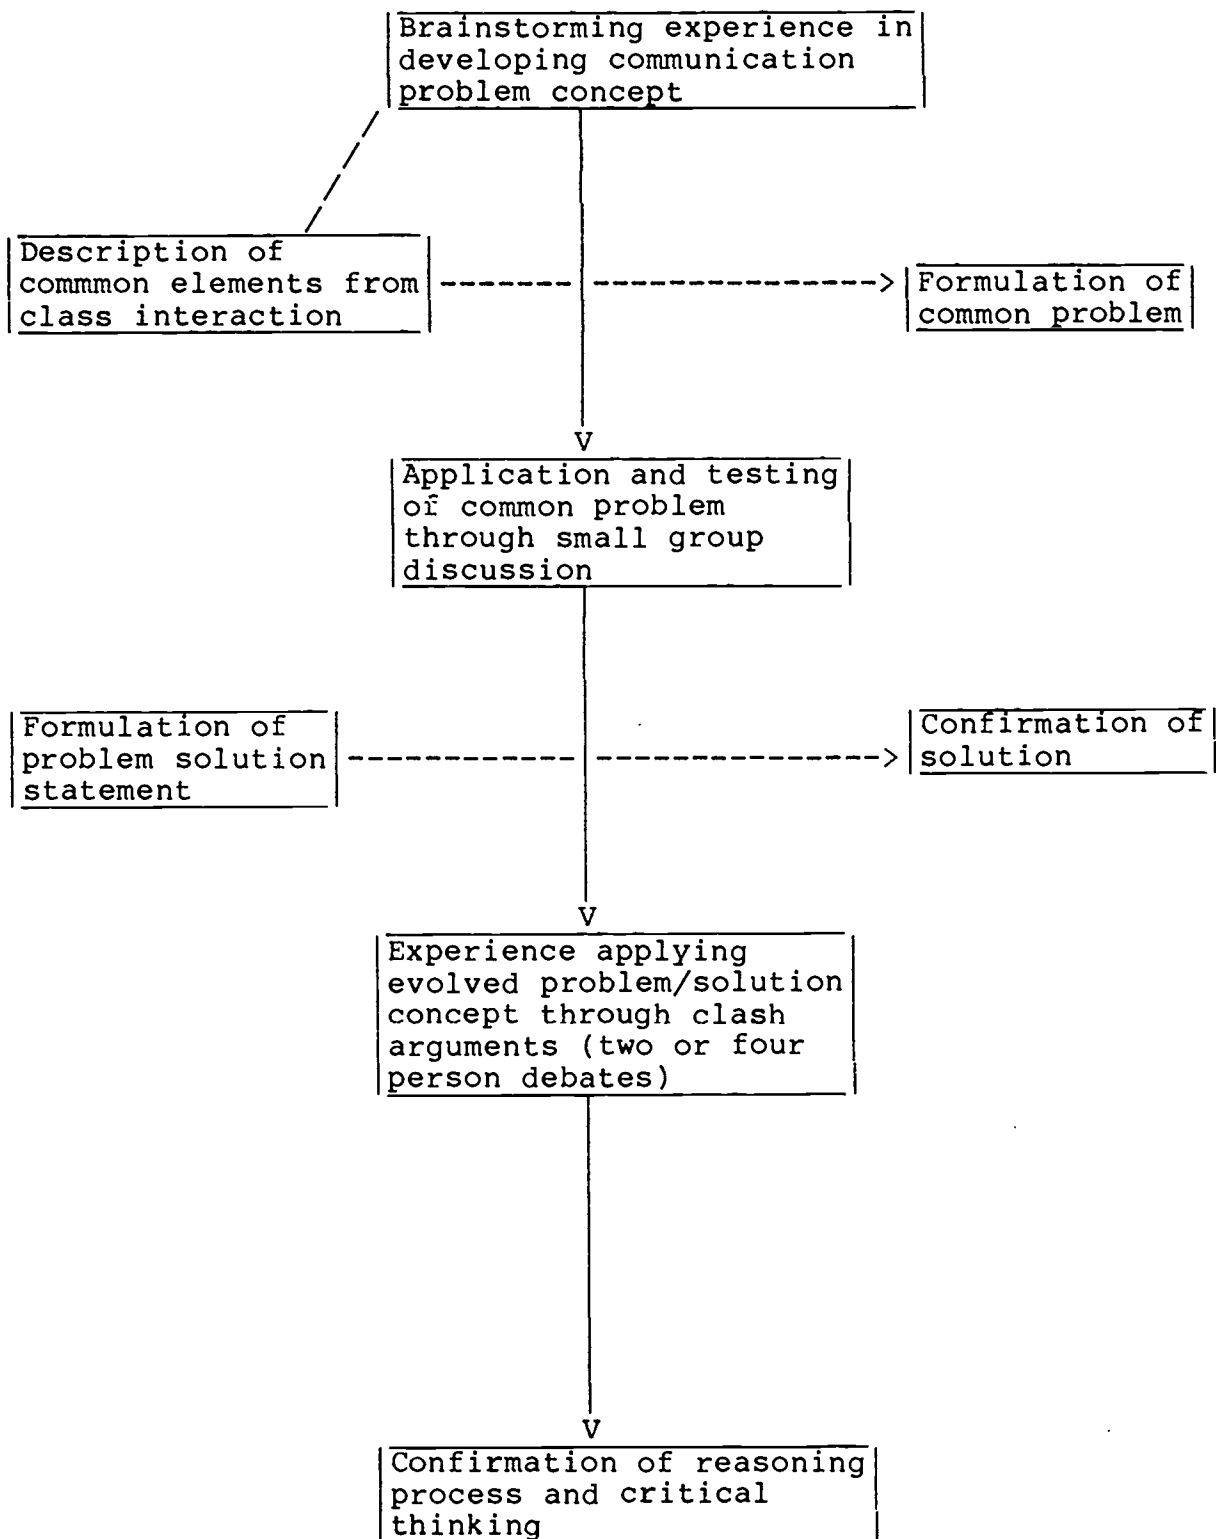 Brainstorming experience in
developing communication
problem concept
Description of
commmon elements from
class interaction
Formulation of
common problem
V
Application and testing
of common problem
through small group
discussion
Formulation of
problem solution
statement
Confirmation of
solution
V
Experience applying
evolved problem/solution
concept through clash
arguments (two or four
person debates)
V
Confirmation of reasoning
process and critical
thinking